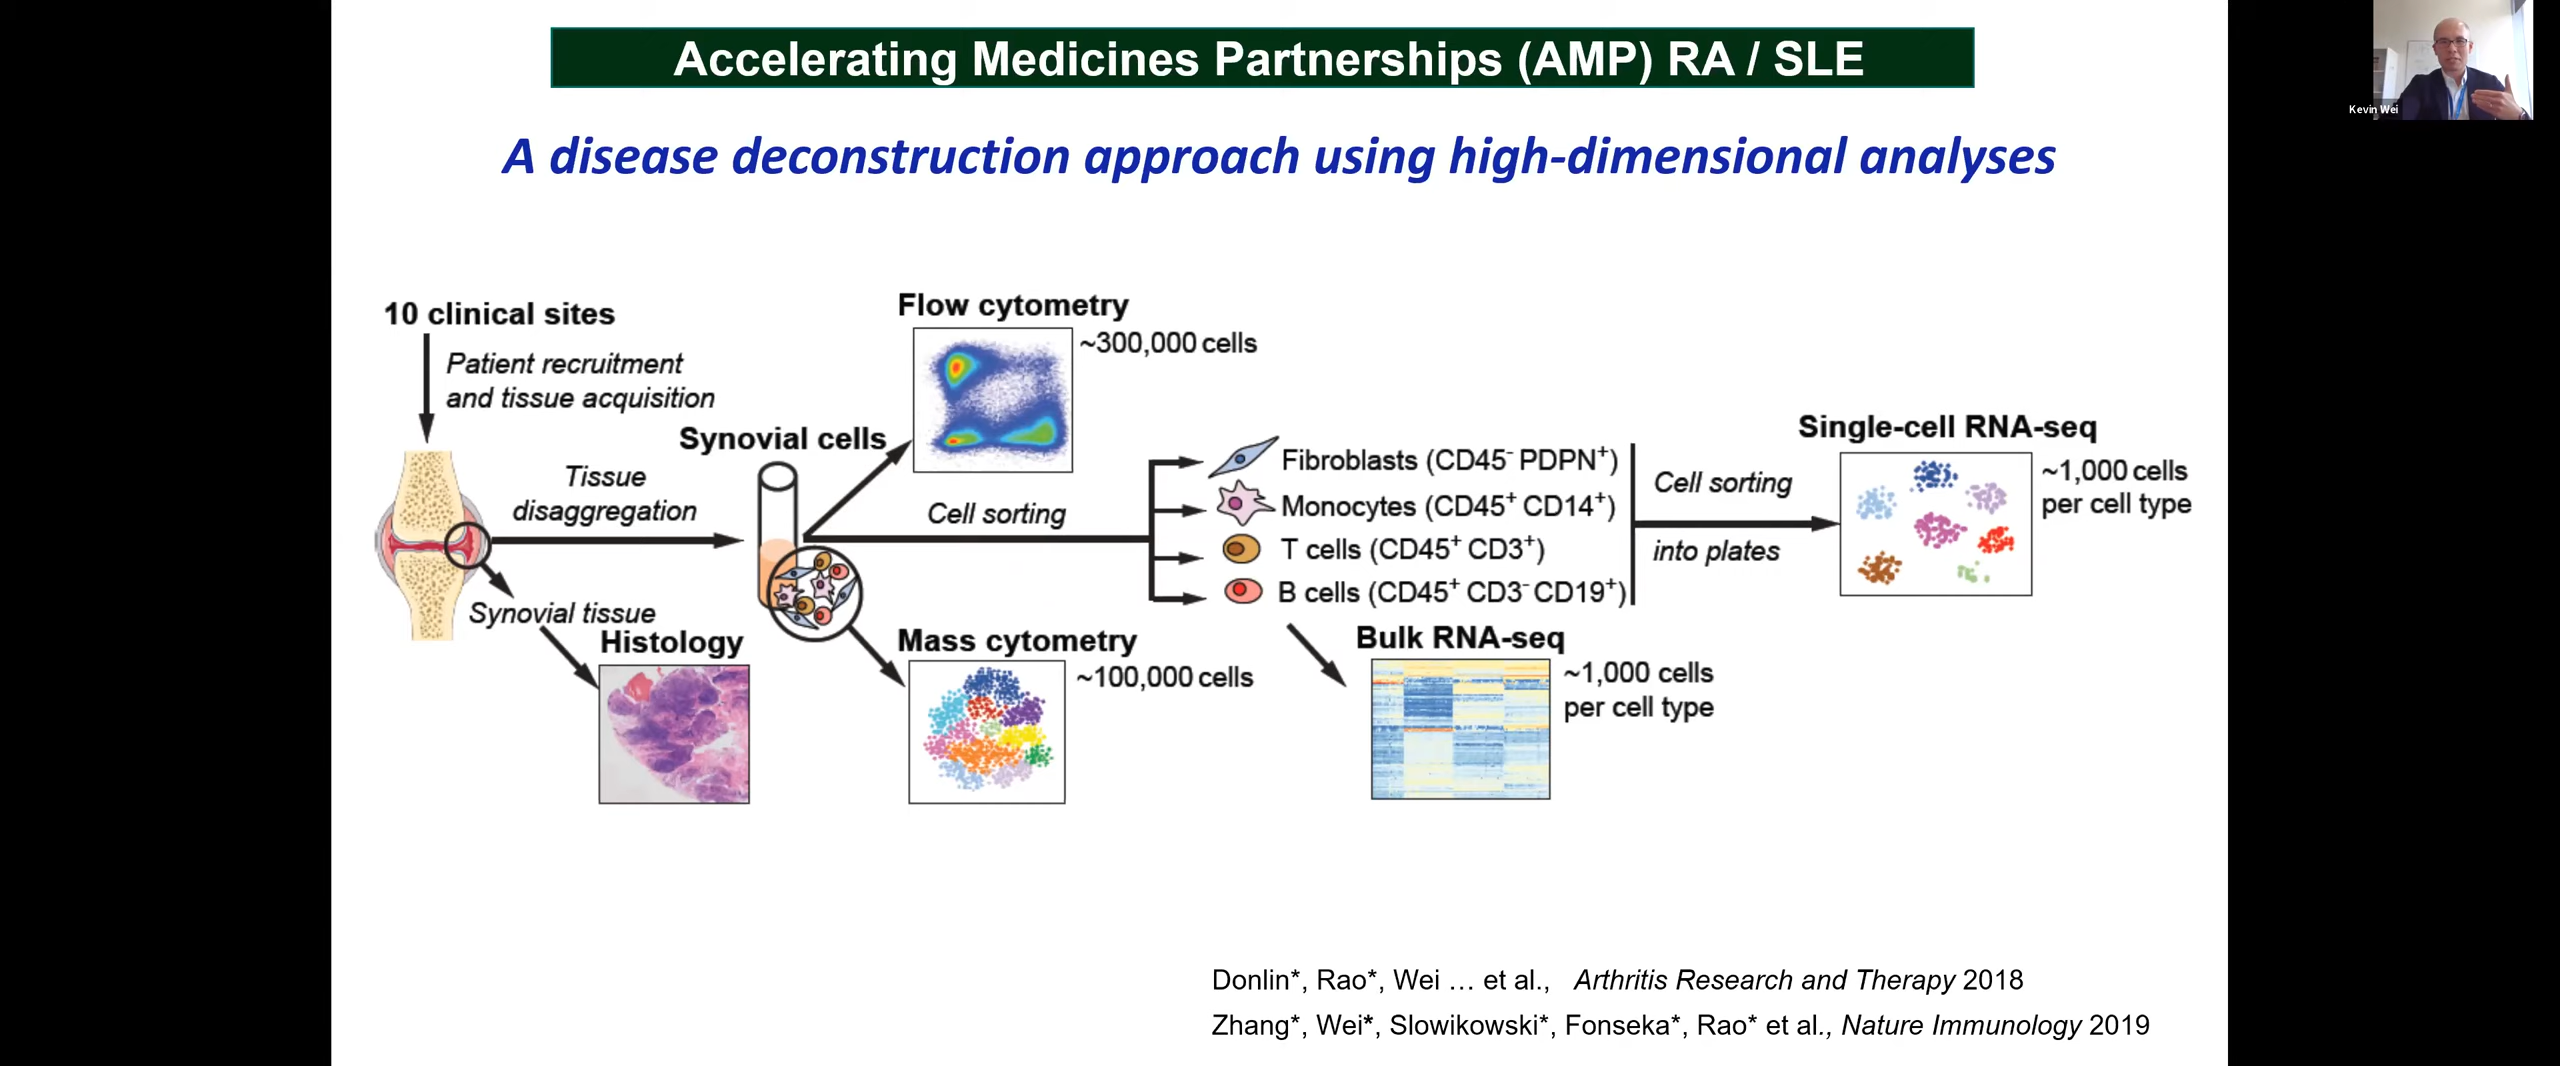 Accelerating Medicines Partnerships (AMP) RA / SLE
Kevin Wei
A disease deconstruction approach using high-dimensional analyses
10 clinical sites
Patient recruitment
and tissue acquisition
Flow cytometry
~300,000 cells
Synovial cells
Tissue
disaggregation
Cell sorting
Fibroblasts (CD45⁻ PDPN⁺)
Monocytes (CD45⁺ CD14⁺)
T cells (CD45⁺ CD3⁺)
B cells (CD45⁺ CD3⁻ CD19⁺)
Cell sorting
into plates
Single-cell RNA-seq
~1,000 cells
per cell type
Synovial tissue
Histology
Mass cytometry
~100,000 cells
Bulk RNA-seq
~1,000 cells
per cell type
Donlin*, Rao*, Wei … et al., Arthritis Research and Therapy 2018
Zhang*, Wei*, Slowikowski*, Fonseka*, Rao* et al., Nature Immunology 2019